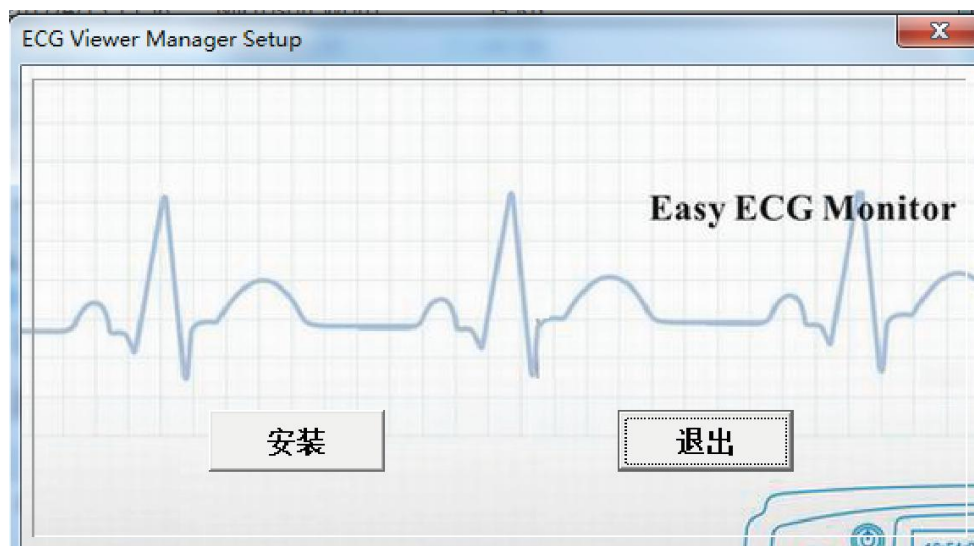 ECG Viewer Manager Setup
Easy ECG Monitor
安装
退出